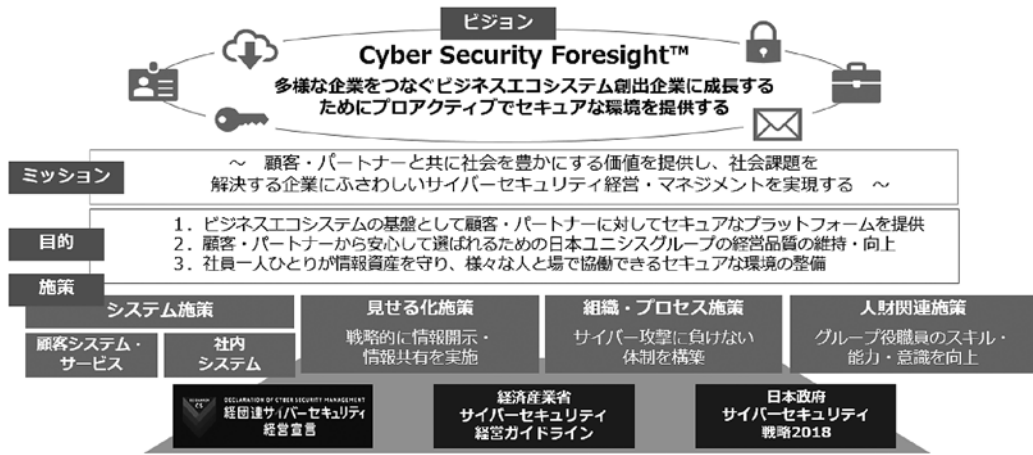 ビジョン
Cyber Security Foresight™
多様な企業をつなぐビジネスエコシステム創出企業に成長する
ためにプロアクティブでセキュアな環境を提供する
ミッション
～ 顧客・パートナーと共に社会を豊かにする価値を提供し、社会課題を
解決する企業にふさわしいサイバーセキュリティ経営・マネジメントを実現する ～
目的
1. ビジネスエコシステムの基盤として顧客・パートナーに対してセキュアなプラットフォームを提供
2. 顧客・パートナーから安心して選ばれるための日本ユニシスグループの経営品質の維持・向上
3. 社員一人ひとりが情報資産を守り、様々な人と場で協働できるセキュアな環境の整備
施策
システム施策
顧客システム・
サービス
社内
システム
見せる化施策
戦略的に情報開示・
情報共有を実施
組織・プロセス施策
サイバー攻撃に負けない
体制を構築
人財関連施策
グループ役職員のスキル・
能力・意識を向上
DECLARATION OF CYBER SECURITY MANAGEMENT
経団連サイバーセキュリティ
経営宣言
経済産業省
サイバーセキュリティ
経営ガイドライン
日本政府
サイバーセキュリティ
戦略2018